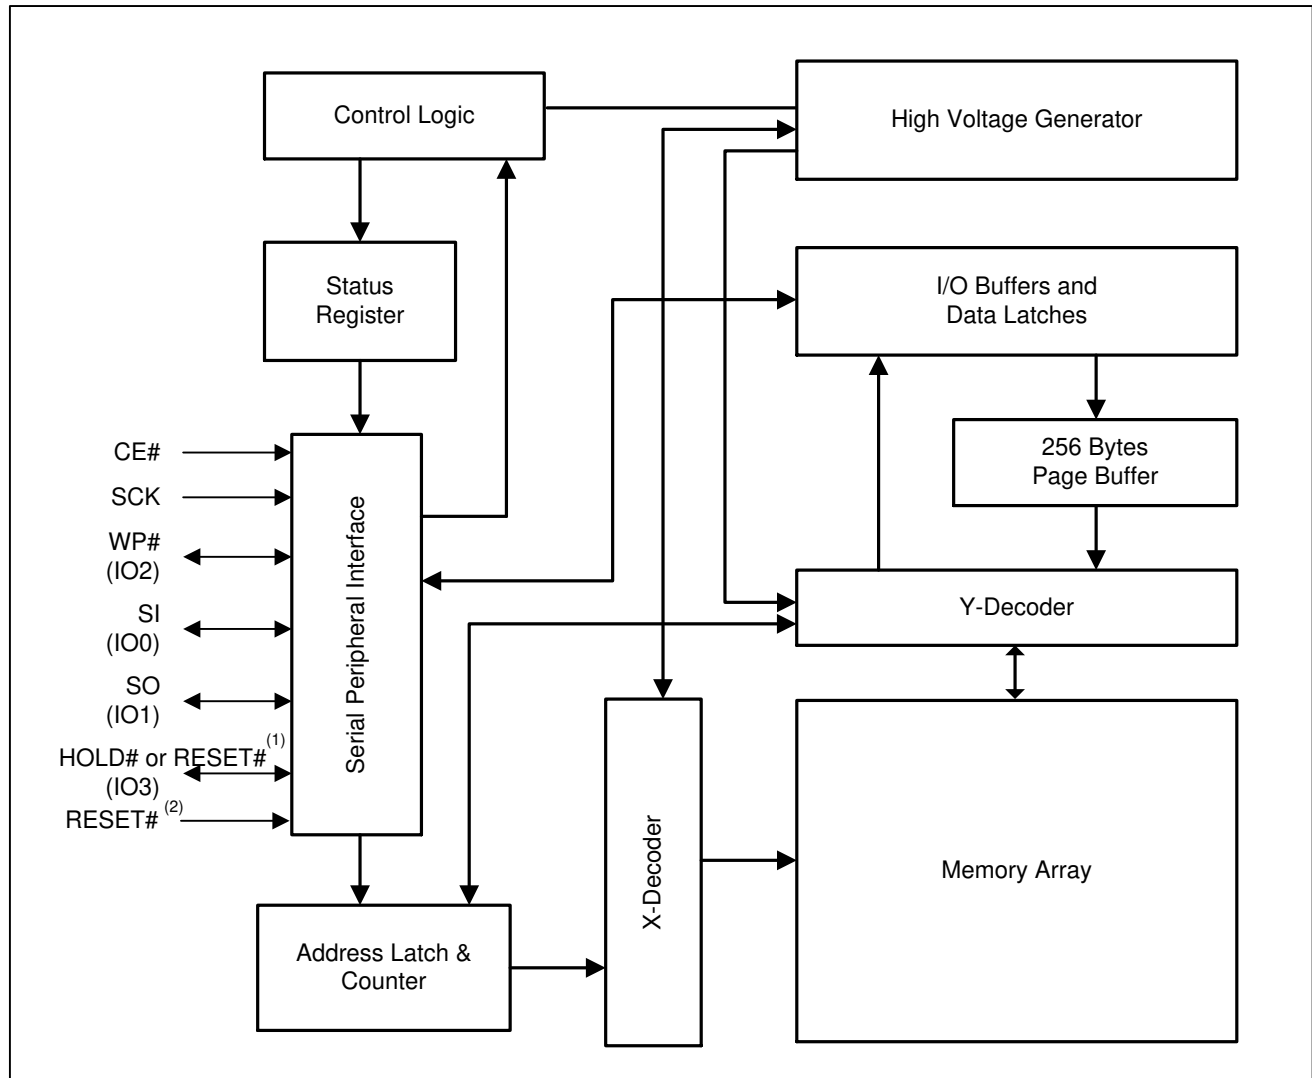 Control Logic
High Voltage Generator
Status
Register
I/O Buffers and
Data Latches
256 Bytes
Page Buffer
Y-Decoder
CE#
SCK
WP#
(IO2)
SI
(IO0)
SO
(IO1)
HOLD# or RESET# (1)
(IO3)
RESET# (2)
Serial Peripheral Interface
X-Decoder
Memory Array
Address Latch &
Counter